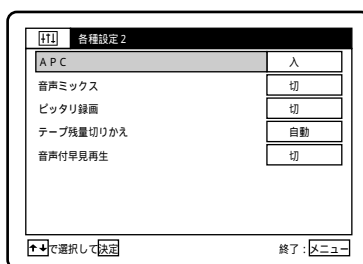 各種設定2
APC 入
音声ミックス 切
ピッタリ録画 切
テープ残量切りかえ 自動
音声付早見再生 切
↑↓で選択して決定 終了：メニュー